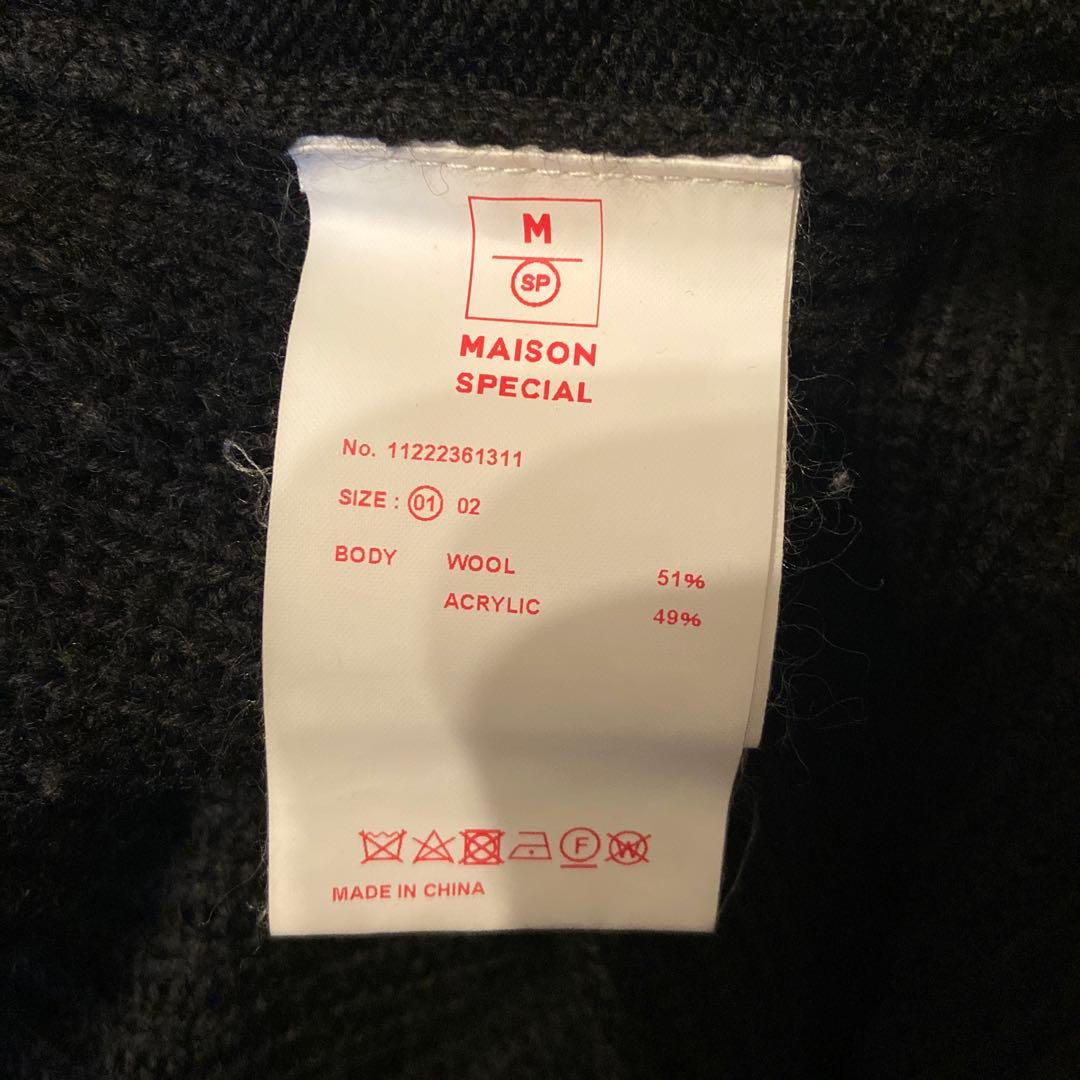 M
SP
MAISON
SPECIAL
No. 11222361311
SIZE : 01 02
BODY WOOL 51%
ACRYLIC 49%
F W
MADE IN CHINA